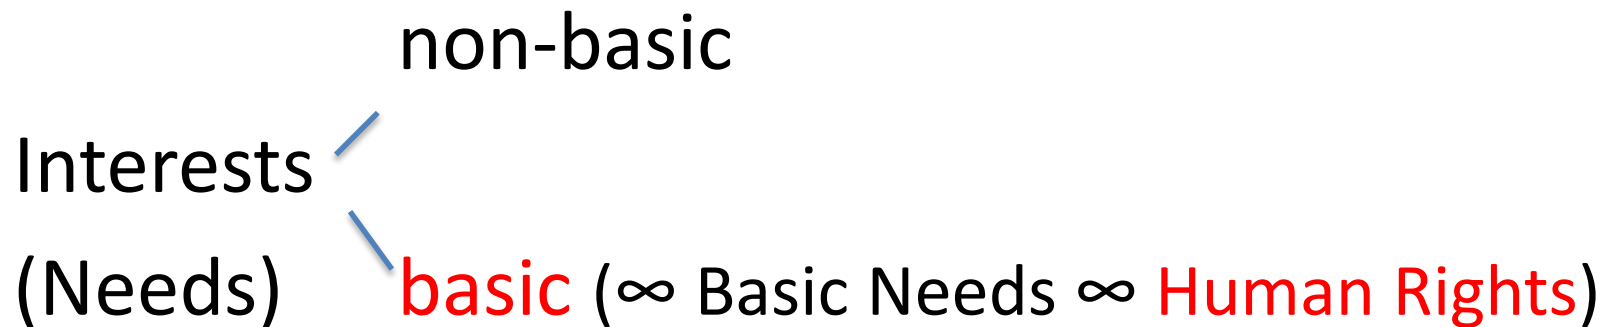 non-basic
Interests
(Needs) basic (∞ Basic Needs ∞ Human Rights)